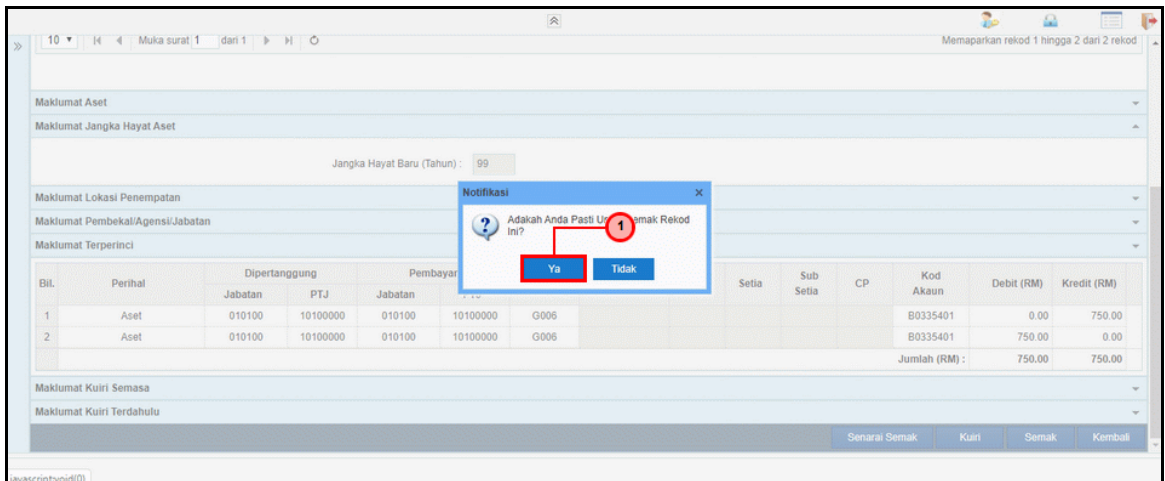 10 Muka surat 1 dari 1 Memaparkan rekod 1 hingga 2 dari 2 rekod
Maklumat Aset
Maklumat Jangka Hayat Aset
Jangka Hayat Baru (Tahun) : 99
Maklumat Lokasi Penempatan
Maklumat Pembekal/Agensi/Jabatan
Maklumat Terperinci
Notifikasi x
Adakah Anda Pasti Rekod
Ini?
1
Ya Tidak
Bil. Perihal Dipertanggung Setia Sub Setia CP Kod Akaun Debit (RM) Kredit (RM)
Jabatan PTJ Jabatan
1 Aset 010100 10100000 010100 10100000 G006 B0335401 0.00 750.00
2 Aset 010100 10100000 010100 10100000 G006 B0335401 750.00 0.00
Jumlah (RM) : 750.00 750.00
Maklumat Kuiri Semasa
Maklumat Kuiri Terdahulu
Senarai Semak Kuiri Semak Kembali
javascript:void(0)